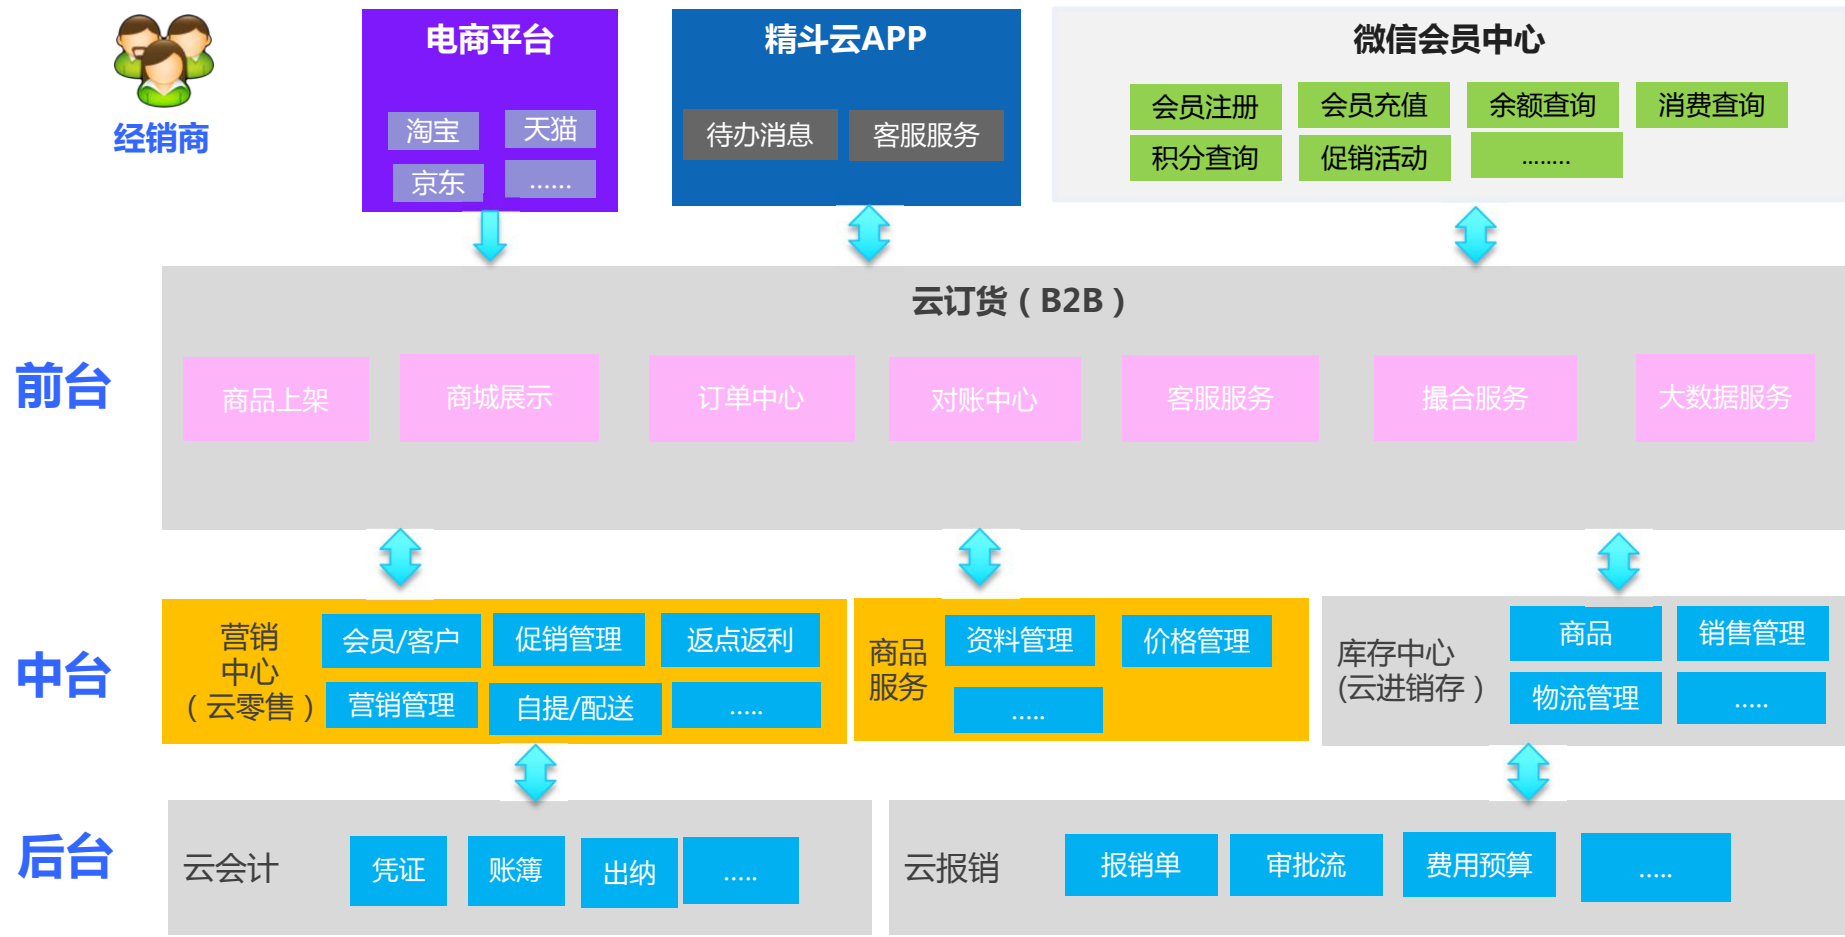 经销商
电商平台
淘宝
天猫
京东
......
精斗云APP
待办消息
客服服务
微信会员中心
会员注册
会员充值
余额查询
消费查询
积分查询
促销活动
........
前台
云订货（B2B）
商品上架
商城展示
订单中心
对账中心
客服服务
撮合服务
大数据服务
中台
营销
中心
（云零售）
会员/客户
促销管理
返点返利
营销管理
自提/配送
.....
商品
服务
资料管理
价格管理
.....
库存中心
(云进销存）
商品
销售管理
物流管理
.....
后台
云会计
凭证
账簿
出纳
.....
云报销
报销单
审批流
费用预算
.....